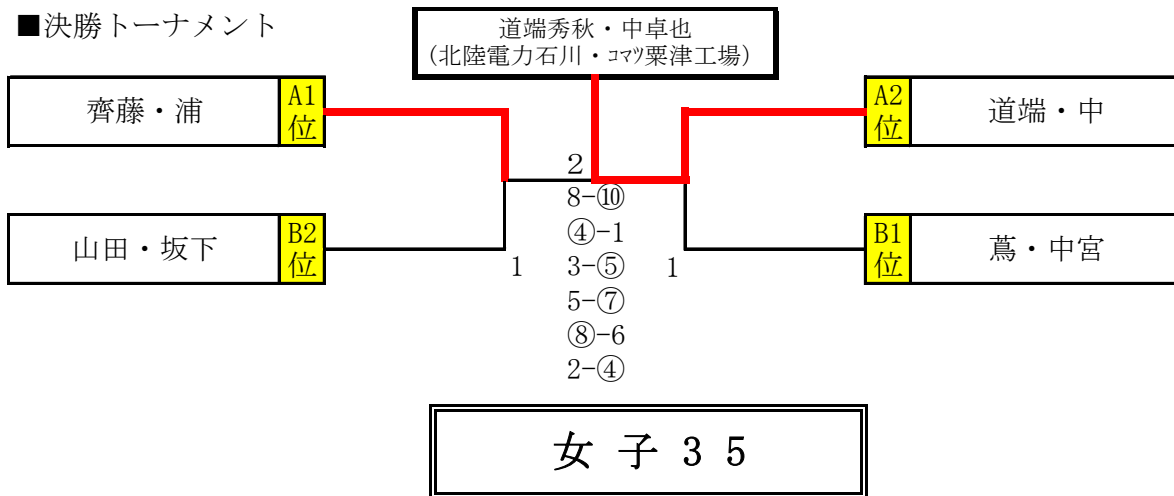 ■決勝トーナメント
道端秀秋・中卓也
(北陸電力石川・ｺﾏﾂ粟津工場)
齊藤・浦
A1
位
A2
位
道端・中
2
8-⑩
④-1
山田・坂下
B2
位
1
3-⑤
1
B1
位
蔦・中宮
5-⑦
⑧-6
2-④
女子３５